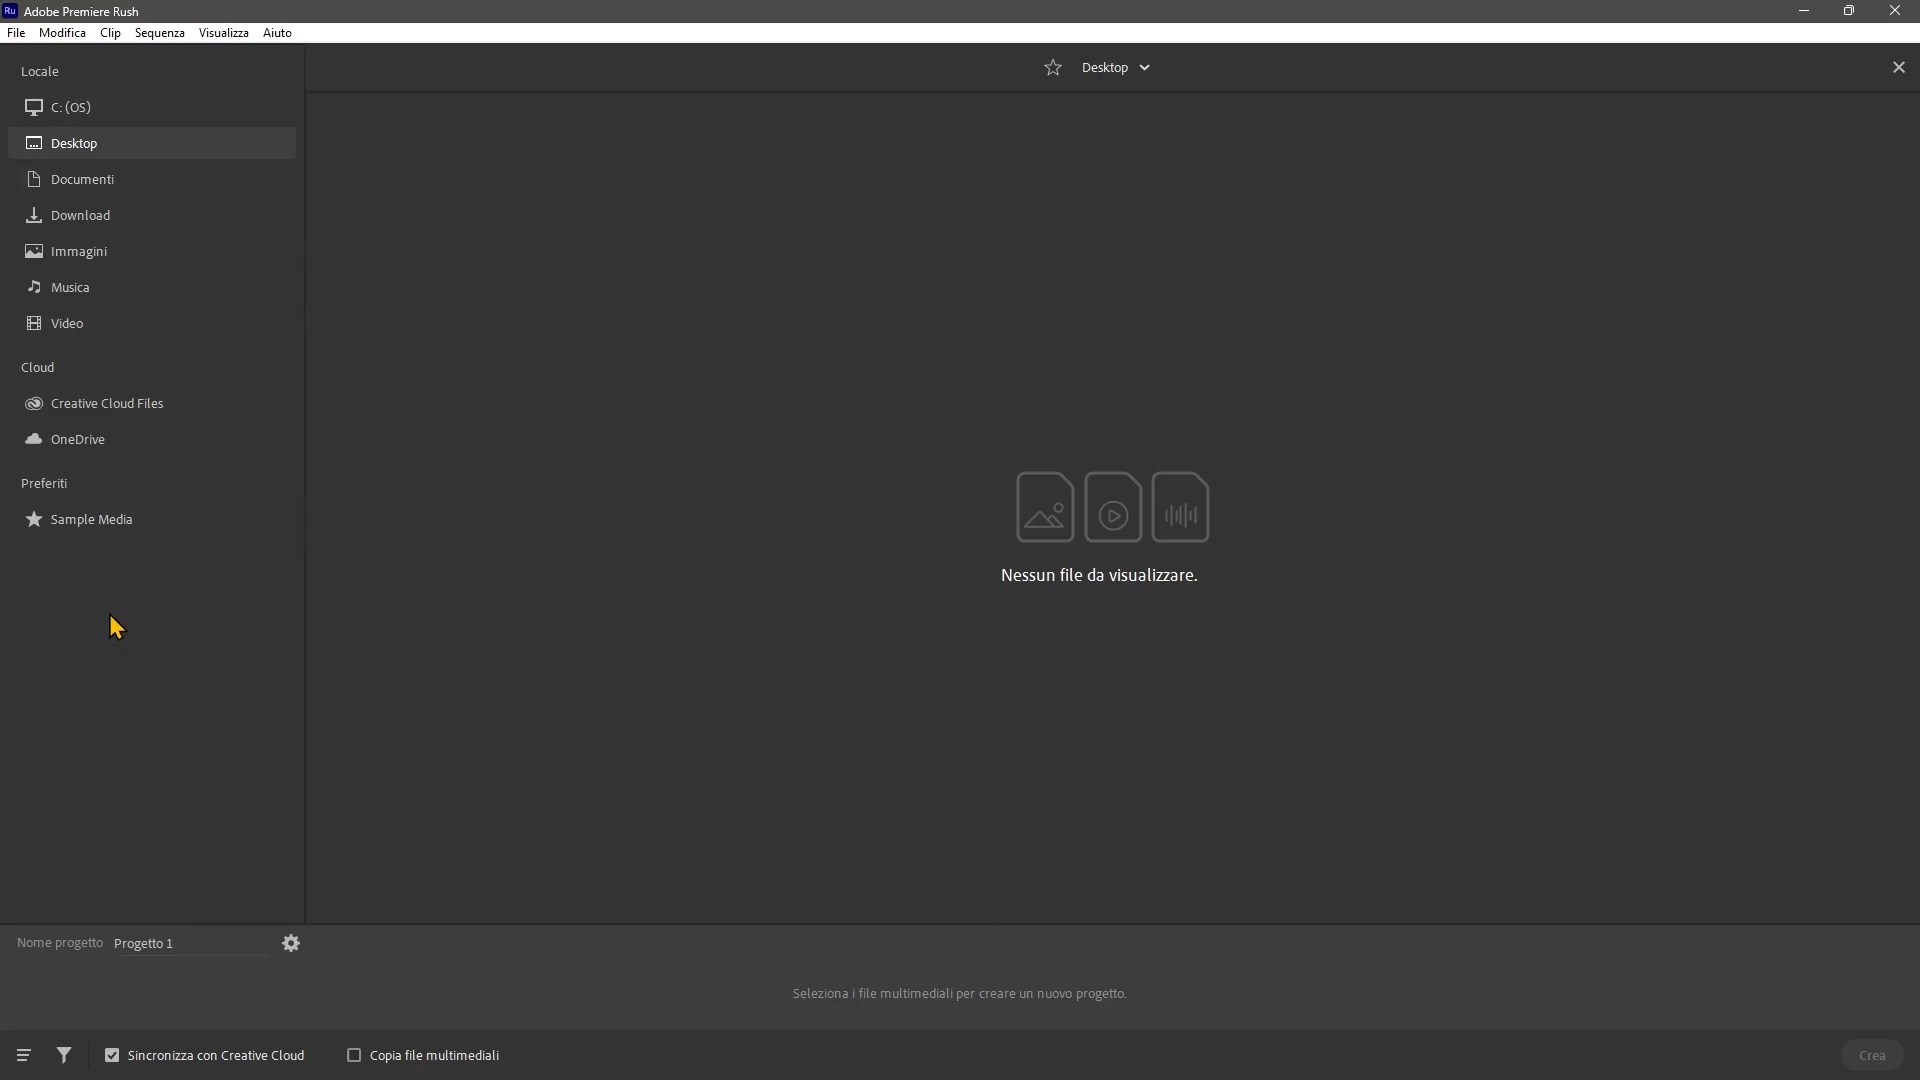 Ru Adobe Premiere Rush
File Modifica Clip Sequenza Visualizza Aiuto
Locale
C: (OS)
Desktop
Documenti
Download
Immagini
Musica
Video
Cloud
Creative Cloud Files
OneDrive
Preferiti
Sample Media
Desktop
Nessun file da visualizzare.
Nome progetto Progetto 1
Seleziona i file multimediali per creare un nuovo progetto.
Sincronizza con Creative Cloud Copia file multimediali Crea